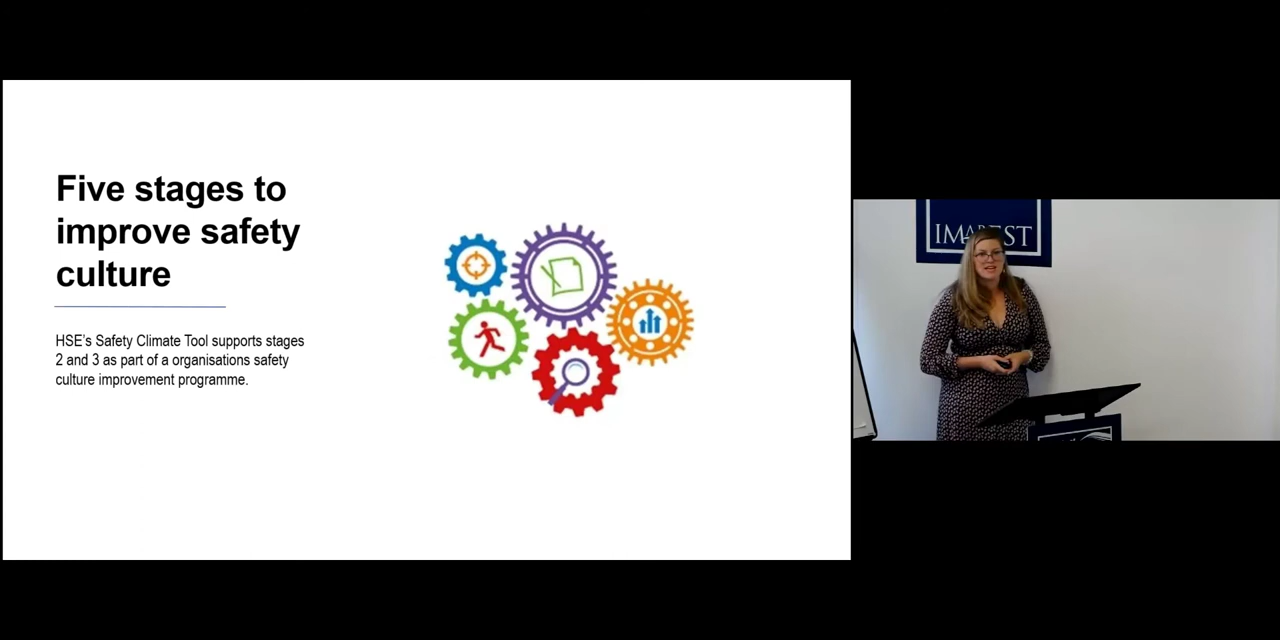 Five stages to
improve safety
culture
HSE's Safety Climate Tool supports stages
2 and 3 as part of a organisations safety
culture improvement programme.
IMAREST